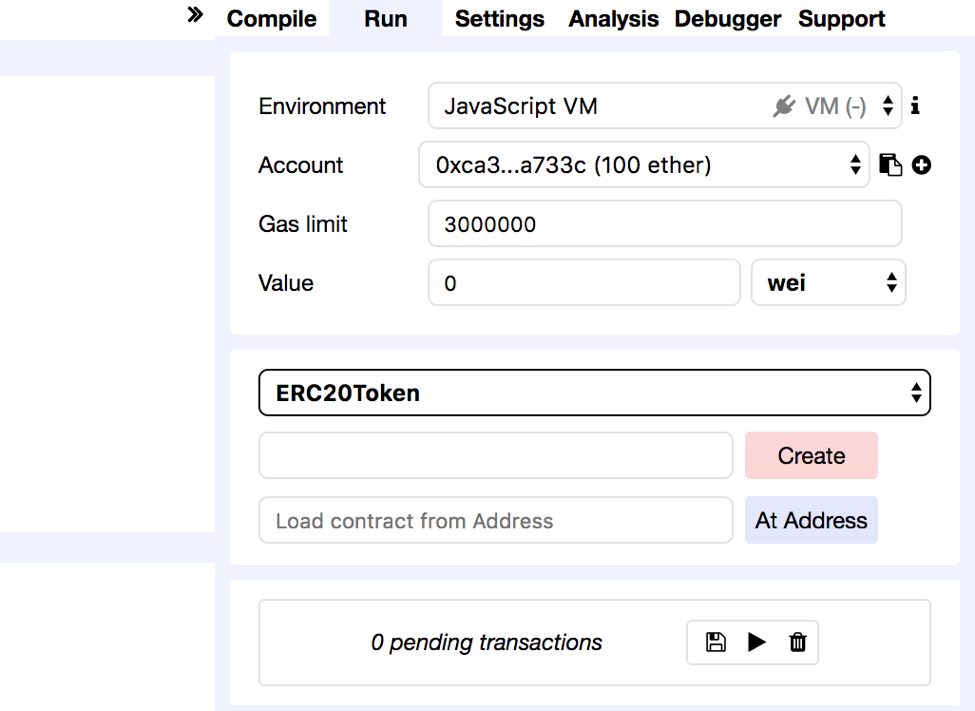 » Compile Run Settings Analysis Debugger Support
Environment JavaScript VM VM (-) i
Account 0xca3...a733c (100 ether)
Gas limit 3000000
Value 0 wei
ERC20Token
Create
Load contract from Address At Address
0 pending transactions